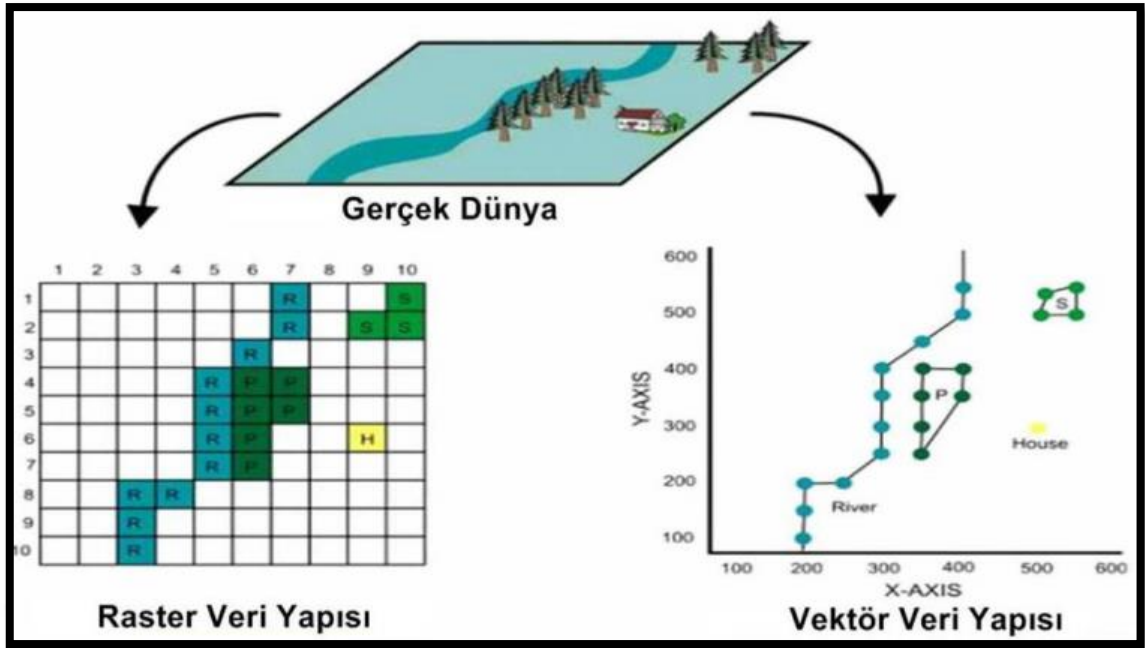 Gerçek Dünya
1 2 3 4 5 6 7 8 9 10
1 R S
2 R S S
3 R
4 R P P
5 R P P
6 R P H
7 R P
8 R R
9 R
10 R
Raster Veri Yapısı
600
500 S
400
P
300
House
200
River
100
Y-AXIS
100 200 300 400 500 600
X-AXIS
Vektör Veri Yapısı